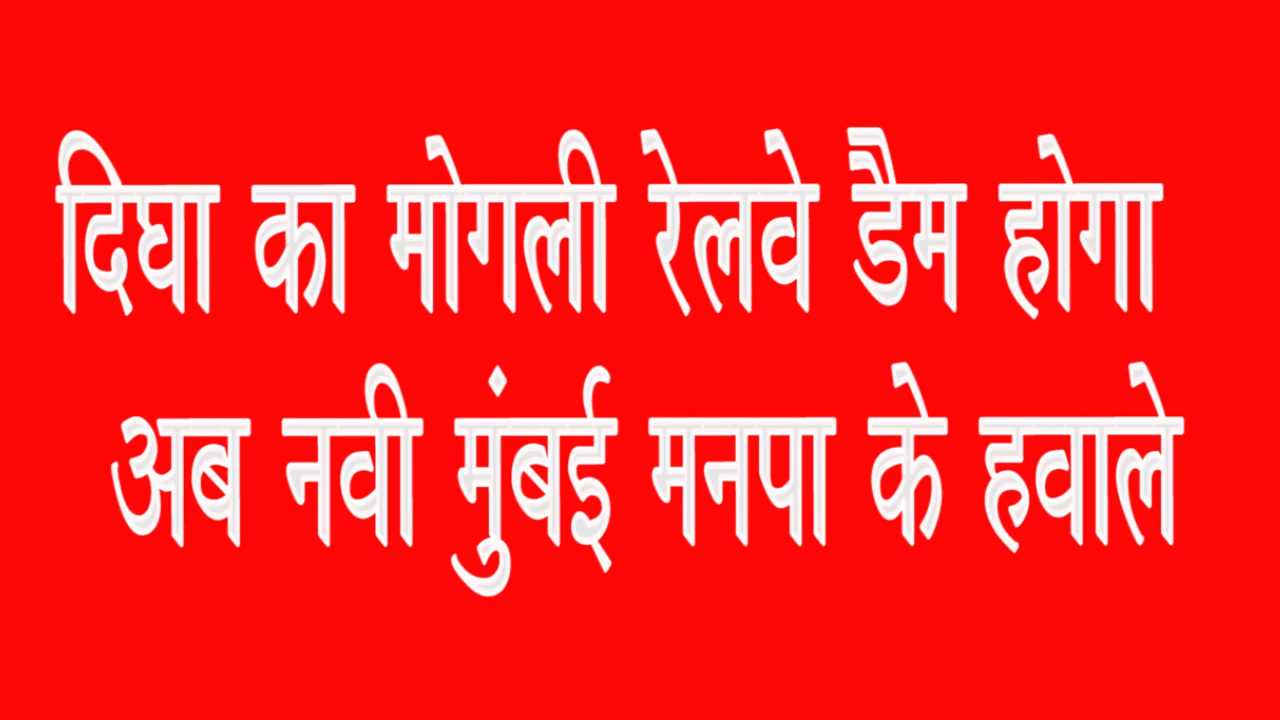 दिघा का मोगली रेलवे डैम होगा
अब नवी मुंबई मनपा के हवाले